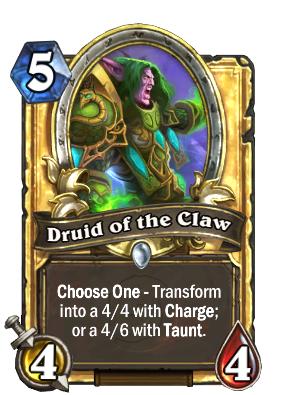 5
Druid of the Claw
Choose One - Transform
into a 4/4 with Charge;
or a 4/6 with Taunt.
4
4